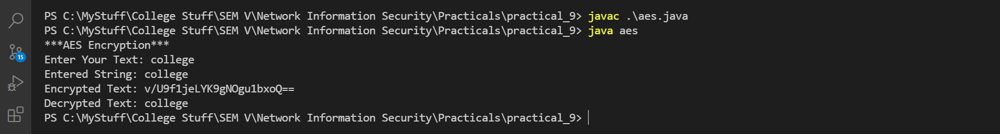 PS C:\MyStuff\College Stuff\SEM V\Network Information Security\Practicals\practical_9> javac .\aes.java
PS C:\MyStuff\College Stuff\SEM V\Network Information Security\Practicals\practical_9> java aes
***AES Encryption***
Enter Your Text: college
15
Entered String: college
Encrypted Text: v/U9f1jeLYK9gNOgu1bxoQ==
Decrypted Text: college
PS C:\MyStuff\College Stuff\SEM V\Network Information Security\Practicals\practical_9>